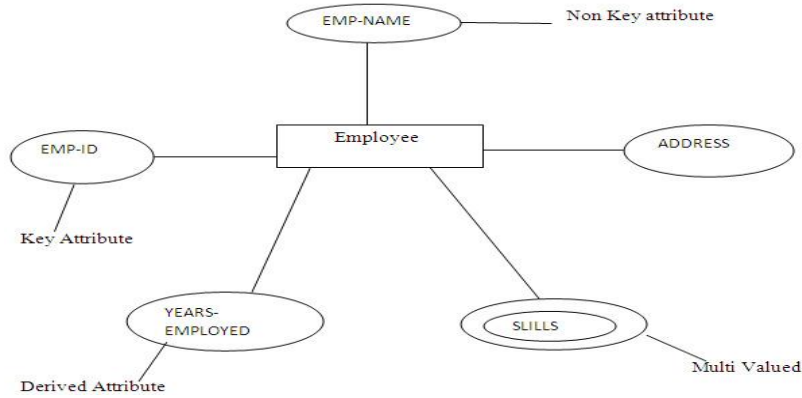 EMP-NAME
Non Key attribute
Employee
EMP-ID
ADDRESS
Key Attribute
YEARS-
EMPLOYED
SLILLS
Multi Valued
Derived Attribute